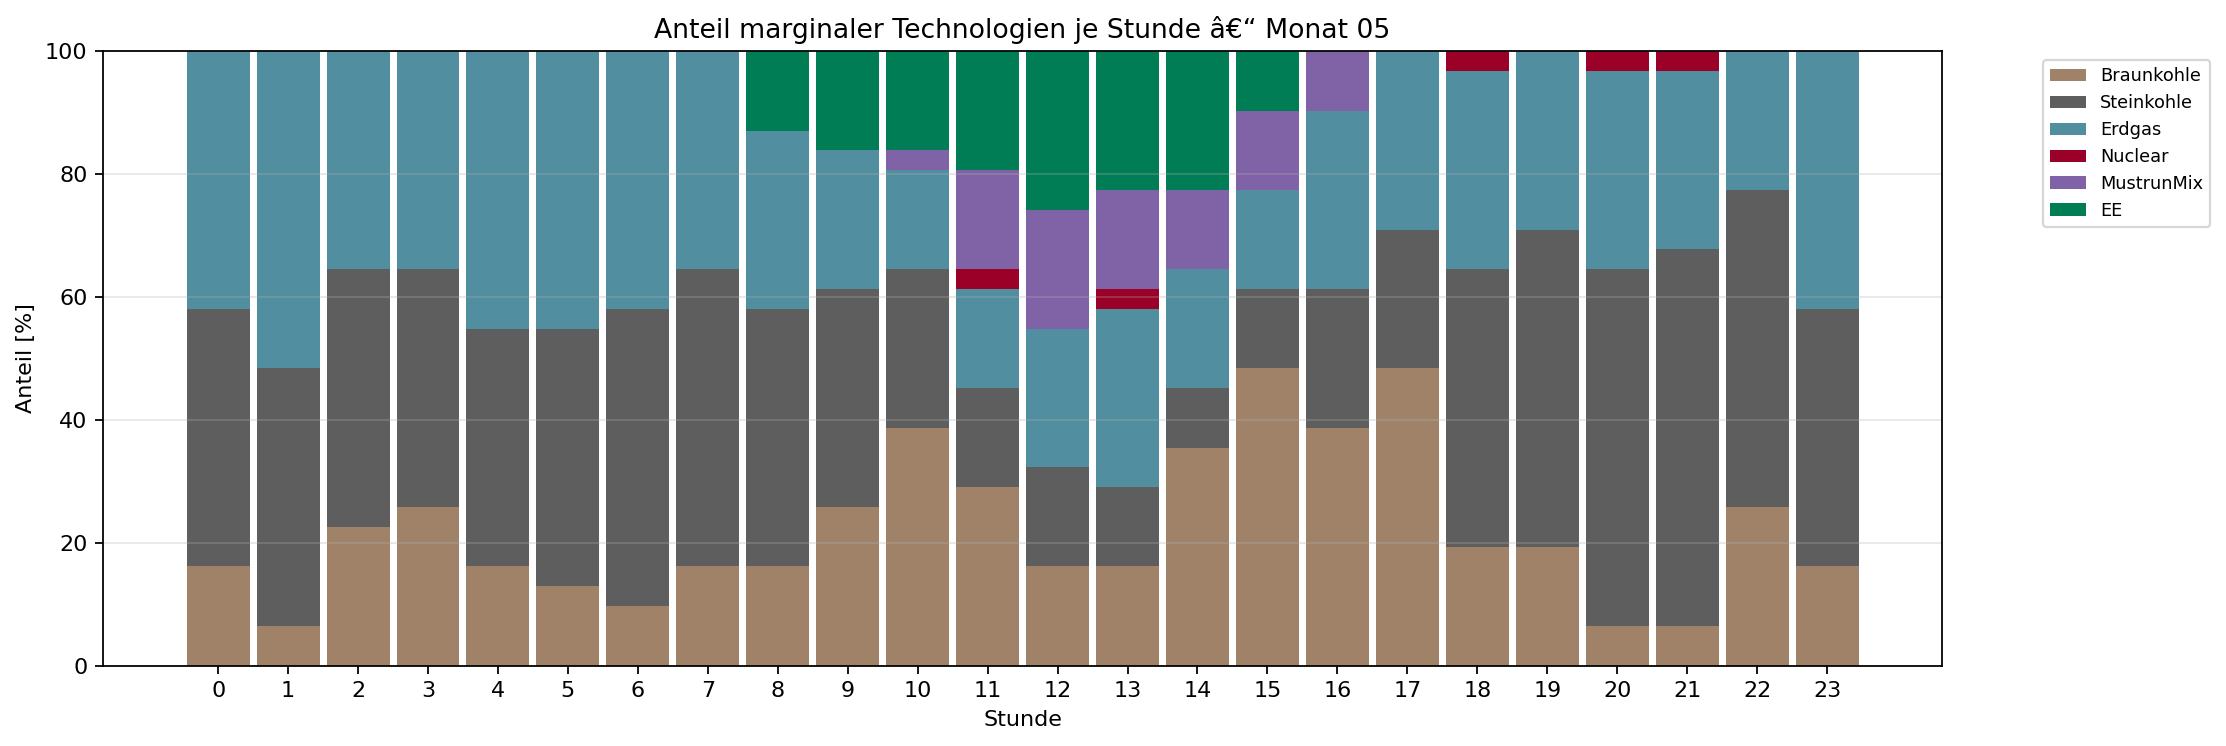 Anteil marginaler Technologien je Stunde â€“ Monat 05
Anteil [%]
100
80
60
40
20
0
0 1 2 3 4 5 6 7 8 9 10 11 12 13 14 15 16 17 18 19 20 21 22 23
Stunde
Braunkohle
Steinkohle
Erdgas
Nuclear
MustrunMix
EE